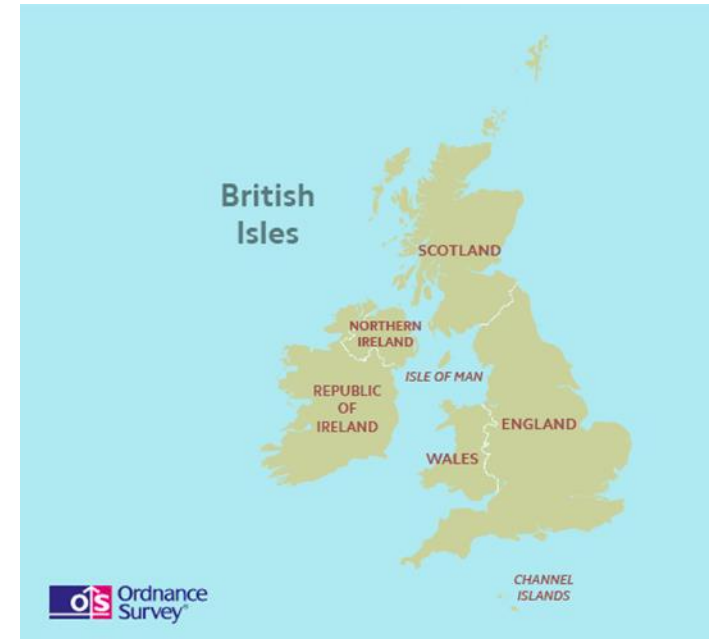 British
Isles
SCOTLAND
NORTHERN
IRELAND
ISLE OF MAN
REPUBLIC
OF
IRELAND
ENGLAND
WALES
CHANNEL
ISLANDS
OS Ordnance
Survey®